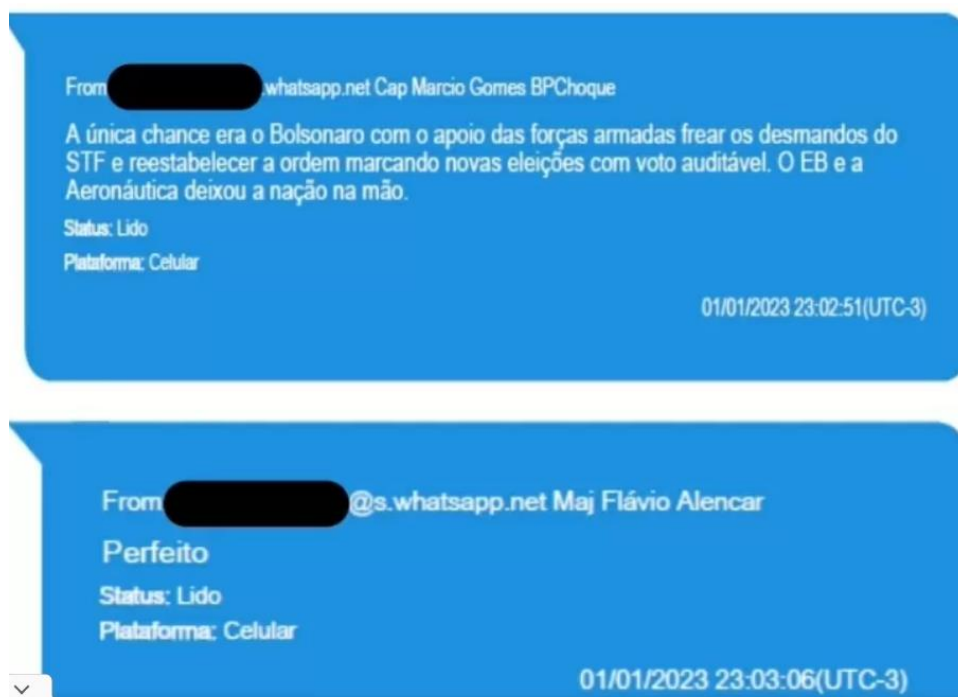 From .whatsapp.net Cap Marcio Gomes BPChoque
A única chance era o Bolsonaro com o apoio das forças armadas frear os desmandos do
STF e reestabelecer a ordem marcando novas eleições com voto auditável. O EB e a
Aeronáutica deixou a nação na mão.
Status: Lido
Plataforma: Celular
01/01/2023 23:02:51(UTC-3)
From @s.whatsapp.net Maj Flávio Alencar
Perfeito
Status: Lido
Plataforma: Celular
01/01/2023 23:03:06(UTC-3)